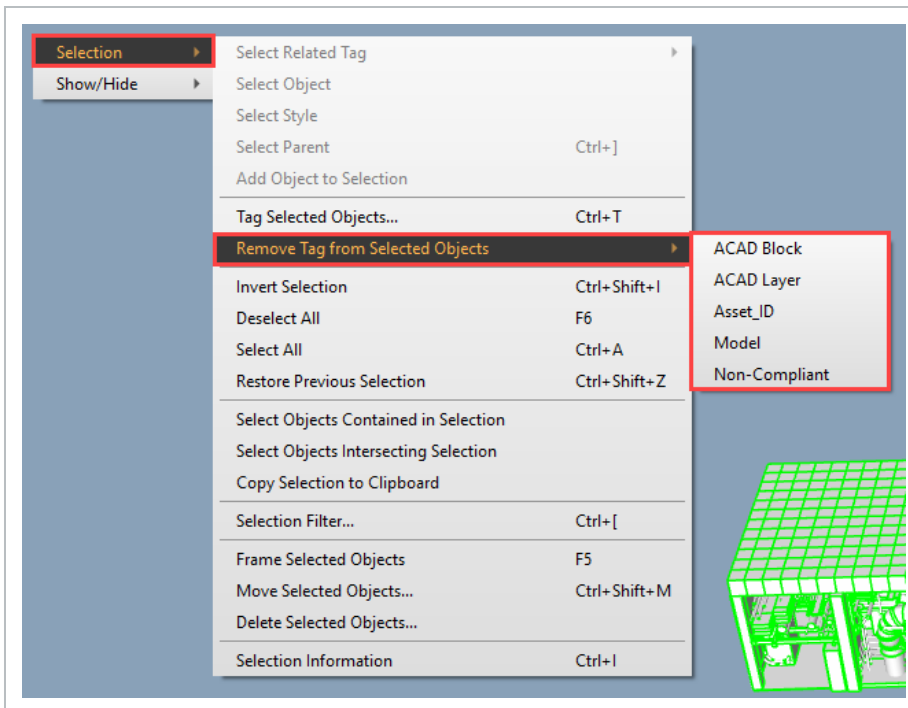 Selection
Show/Hide
Select Related Tag
Select Object
Select Style
Select Parent Ctrl+]
Add Object to Selection
Tag Selected Objects... Ctrl+T
Remove Tag from Selected Objects
Invert Selection Ctrl+Shift+I
Deselect All F6
Select All Ctrl+A
Restore Previous Selection Ctrl+Shift+Z
Select Objects Contained in Selection
Select Objects Intersecting Selection
Copy Selection to Clipboard
Selection Filter... Ctrl+[
Frame Selected Objects F5
Move Selected Objects... Ctrl+Shift+M
Delete Selected Objects...
Selection Information Ctrl+I
ACAD Block
ACAD Layer
Asset_ID
Model
Non-Compliant